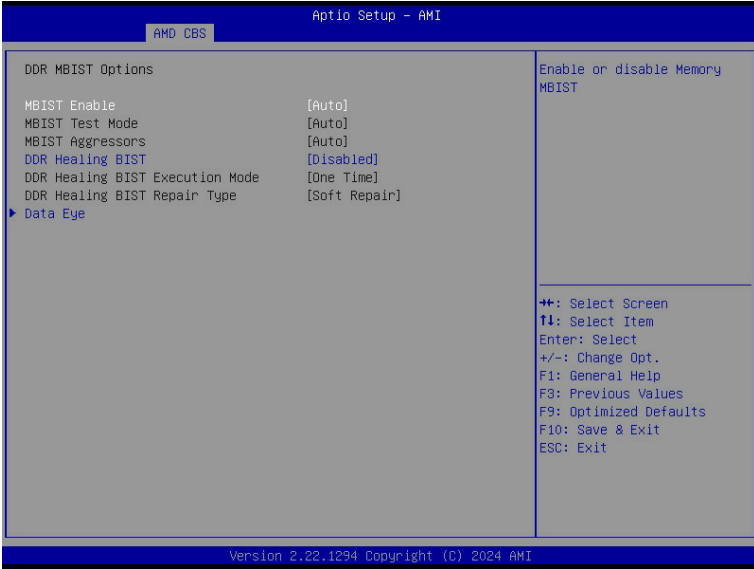 Aptio Setup – AMI
AMD CBS
DDR MBIST Options
MBIST Enable [Auto]
MBIST Test Mode [Auto]
MBIST Aggressors [Auto]
DDR Healing BIST [Disabled]
DDR Healing BIST Execution Mode [One Time]
DDR Healing BIST Repair Type [Soft Repair]
Data Eye
Enable or disable Memory
MBIST
→←: Select Screen
↑↓: Select Item
Enter: Select
+/-: Change Opt.
F1: General Help
F3: Previous Values
F9: Optimized Defaults
F10: Save & Exit
ESC: Exit
Version 2.22.1294 Copyright (C) 2024 AMI